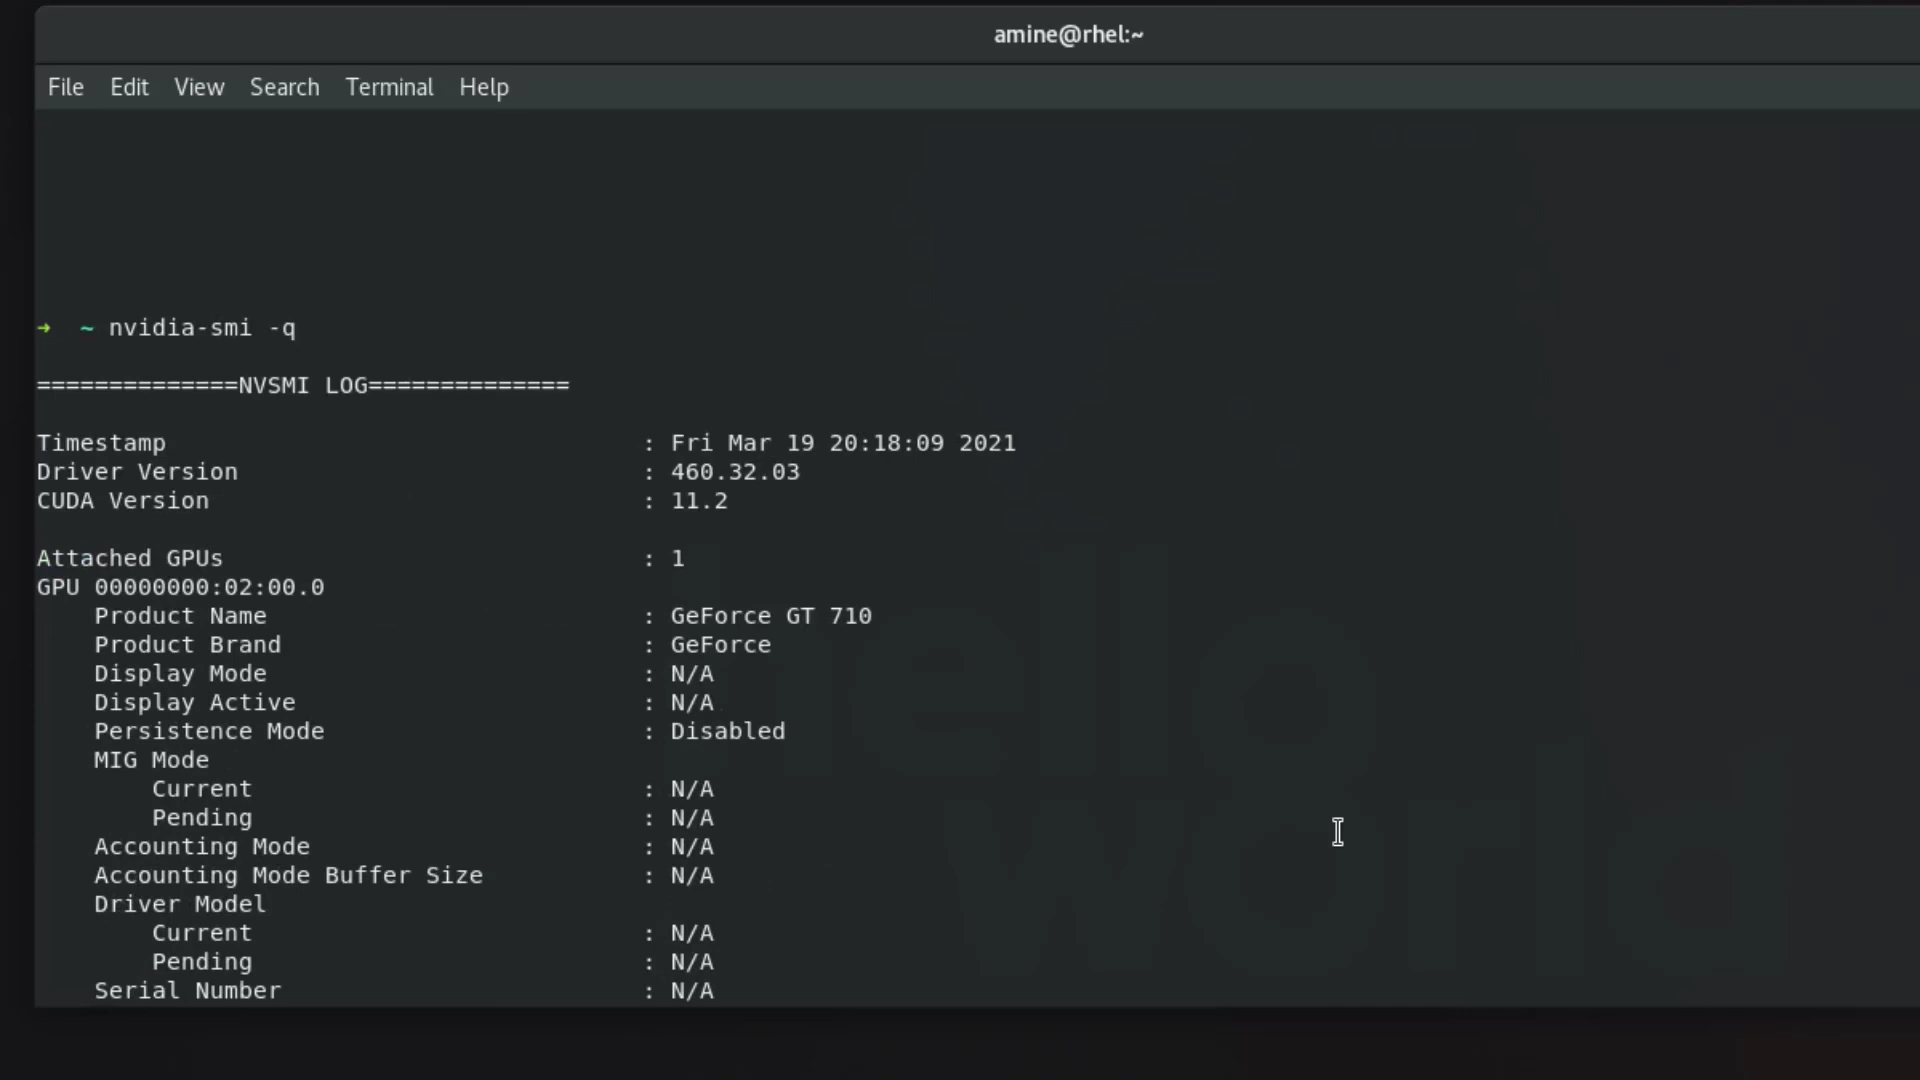 amine@rhel:~
File Edit View Search Terminal Help
➜ ~ nvidia-smi -q
==============NVSMI LOG==============
Timestamp : Fri Mar 19 20:18:09 2021
Driver Version : 460.32.03
CUDA Version : 11.2
Attached GPUs : 1
GPU 00000000:02:00.0
Product Name : GeForce GT 710
Product Brand : GeForce
Display Mode : N/A
Display Active : N/A
Persistence Mode : Disabled
MIG Mode
Current : N/A
Pending : N/A
Accounting Mode : N/A
Accounting Mode Buffer Size : N/A
Driver Model
Current : N/A
Pending : N/A
Serial Number : N/A
hello
world